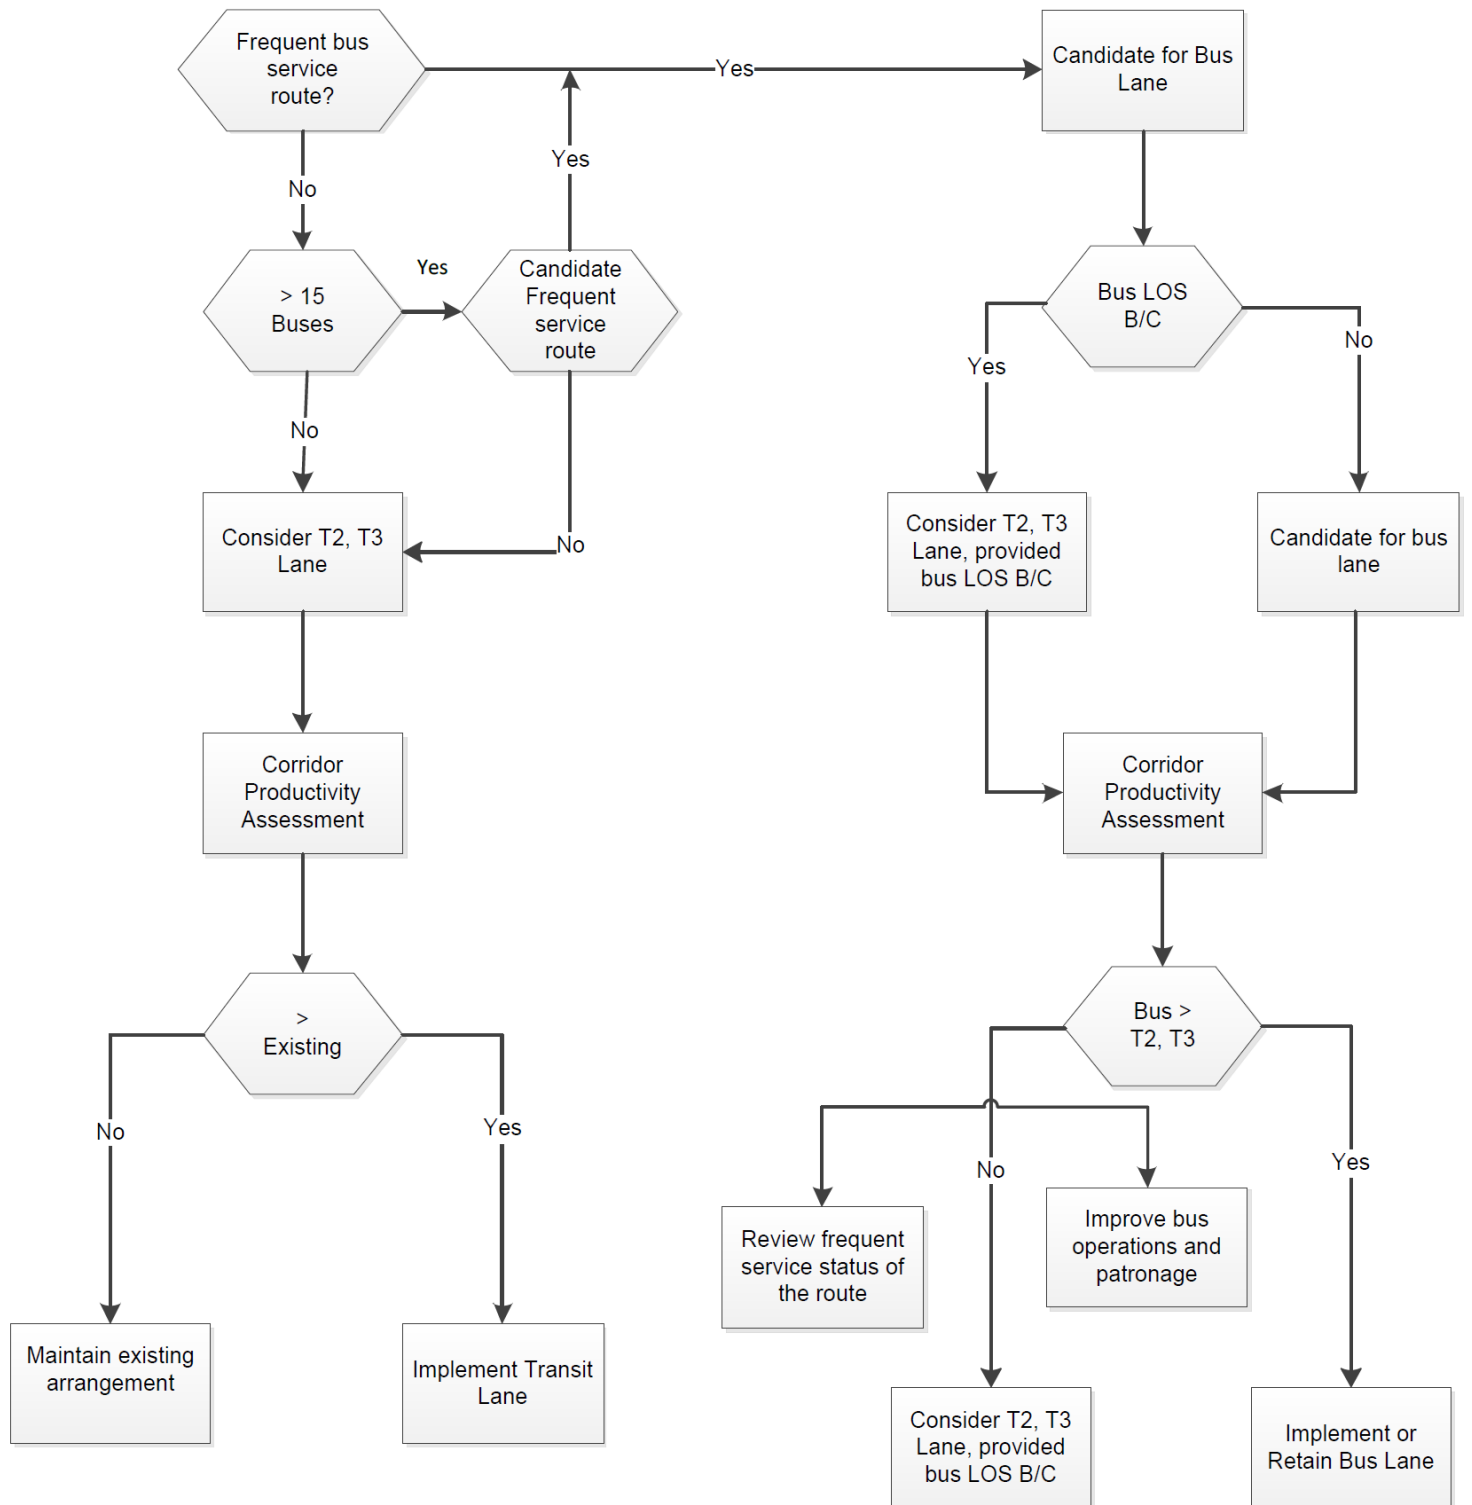 Frequent bus
service
route?
Yes
Candidate for Bus
Lane
No
Yes
> 15
Buses
Yes
Candidate
Frequent
service
route
Bus LOS
B/C
No
Yes
No
Consider T2, T3
Lane
No
Consider T2, T3
Lane, provided
bus LOS B/C
Candidate for bus
lane
Corridor
Productivity
Assessment
Corridor
Productivity
Assessment
>
Existing
Bus >
T2, T3
No
Yes
No
Yes
Review frequent
service status of
the route
Improve bus
operations and
patronage
Maintain existing
arrangement
Implement Transit
Lane
Consider T2, T3
Lane, provided
bus LOS B/C
Implement or
Retain Bus Lane